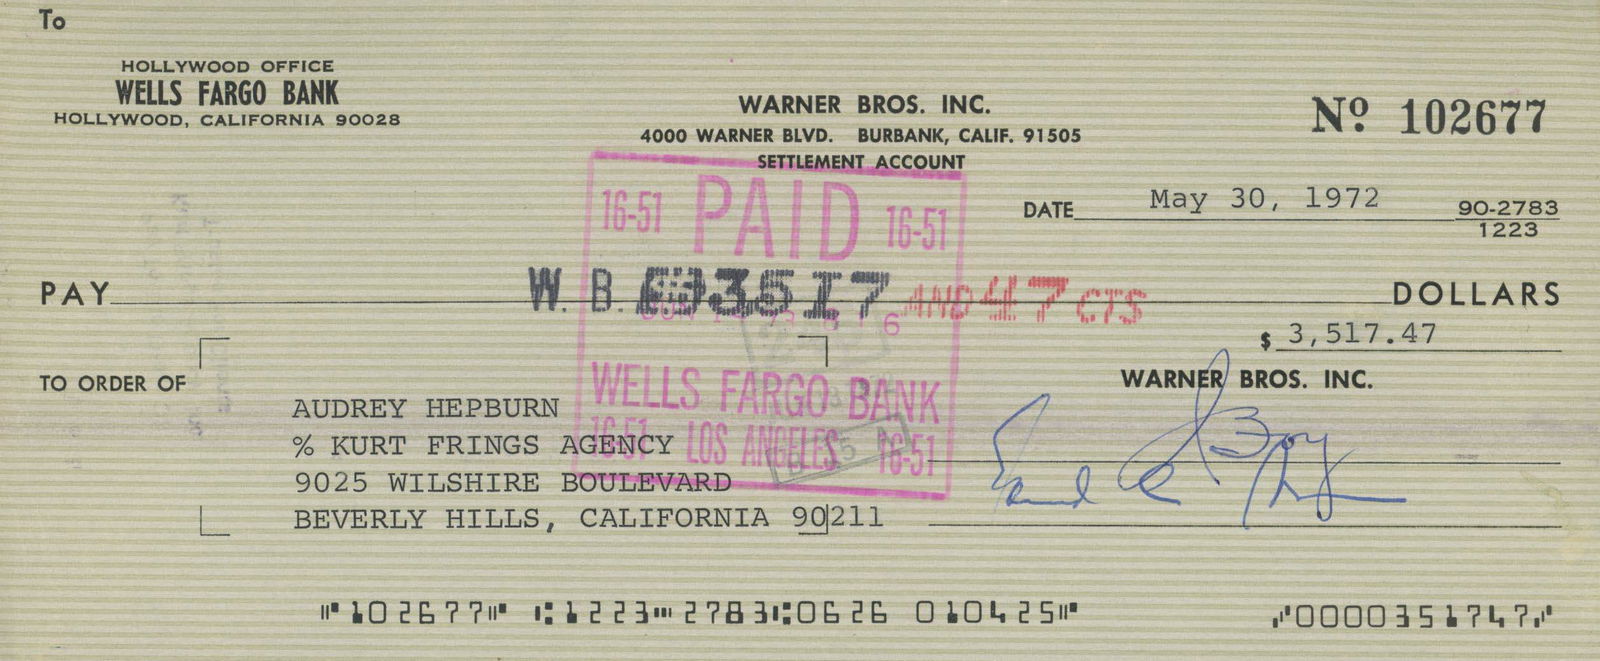 To
HOLLYWOOD OFFICE
WELLS FARGO BANK
HOLLYWOOD, CALIFORNIA 90028
WARNER BROS. INC.
4000 WARNER BLVD. BURBANK, CALIF. 91505
SETTLEMENT ACCOUNT
Nº 102677
DATE May 30, 1972
90-2783
1223
16-51 PAID 16-51
PAY W. B. 3517 AND 47 CTS DOLLARS
$ 3,517.47
WELLS FARGO BANK
16-51 LOS ANGELES 16-51
TO ORDER OF
AUDREY HEPBURN
% KURT FRINGS AGENCY
9025 WILSHIRE BOULEVARD
BEVERLY HILLS, CALIFORNIA 90211
WARNER BROS. INC.
⑈102677⑈ ⑆1223⑉2783⑆0626 010425⑈ ⑇0000351747⑇